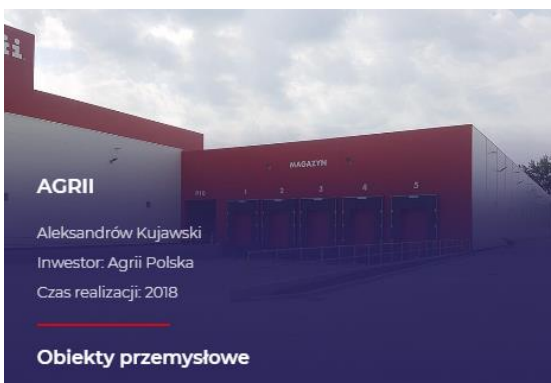 MAGAZYN
1 2 3 4 5
AGRII
Aleksandrów Kujawski
Inwestor: Agrii Polska
Czas realizacji: 2018
Obiekty przemysłowe